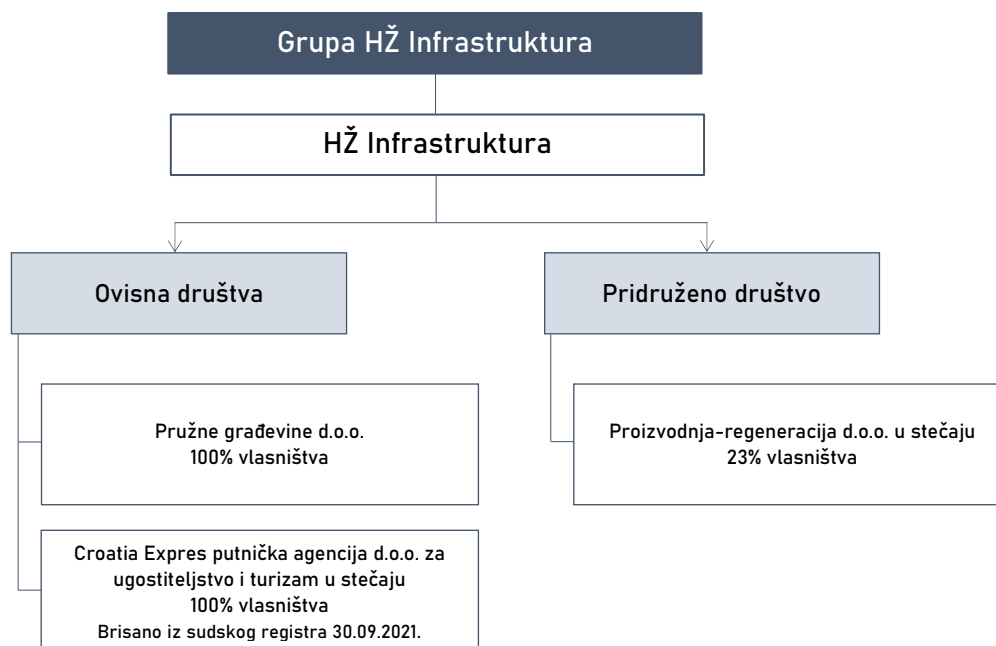 Grupa HŽ Infrastruktura
HŽ Infrastruktura
Ovisna društva
Pridruženo društvo
Pružne građevine d.o.o.
100% vlasništva
Proizvodnja-regeneracija d.o.o. u stečaju
23% vlasništva
Croatia Expres putnička agencija d.o.o. za
ugostiteljstvo i turizam u stečaju
100% vlasništva
Brisano iz sudskog registra 30.09.2021.